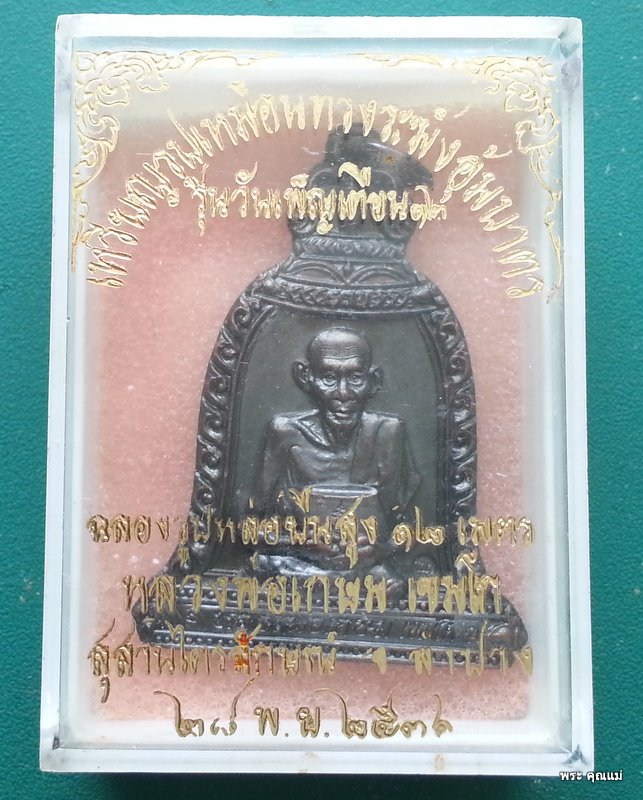 เหรียญรูปเหมือนทรงระฆังอุ้มบาตร
รุ่นวันเพ็ญเดือน๑๒
ฉลองรูปหล่อยืนสูง ๑๒ เมตร
หลวงพ่อเกษม เขมโก
สุสานไตรลักษณ์ จ ลำปาง
๒๘ พ.ย. ๒๕๓๖
พระ คุณแม่